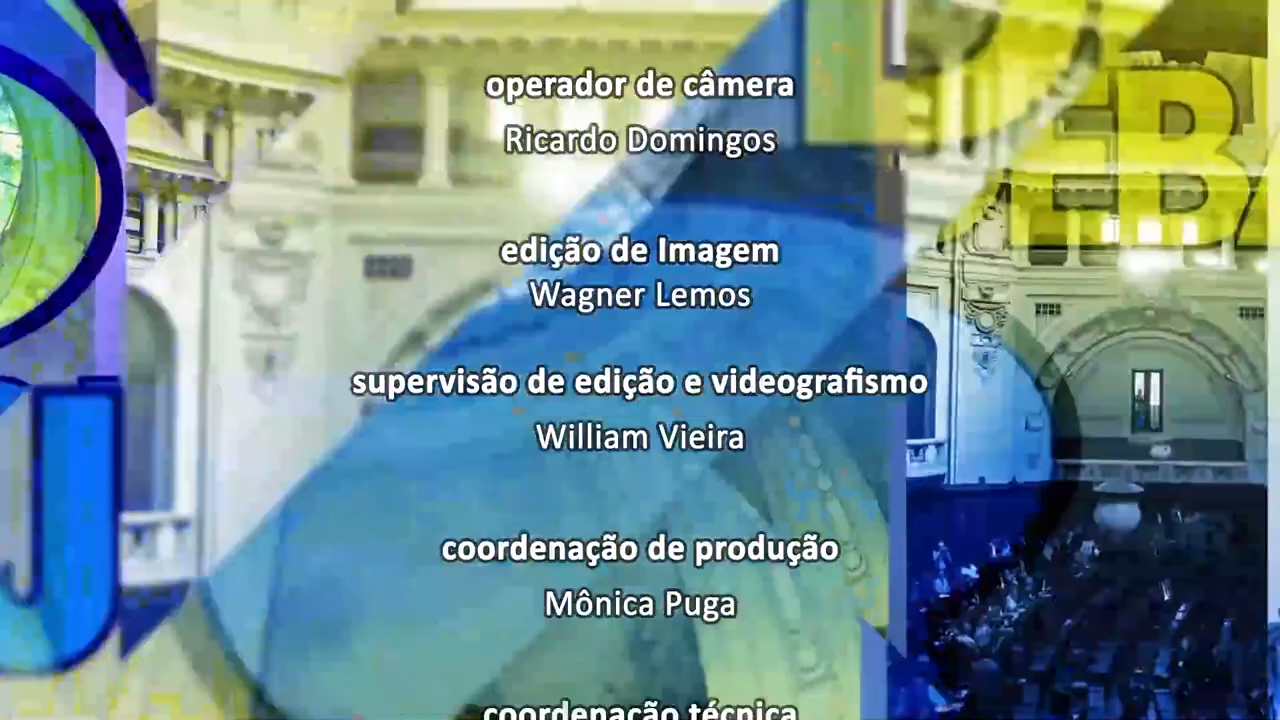 operador de câmera
Ricardo Domingos
edição de Imagem
Wagner Lemos
supervisão de edição e videografismo
William Vieira
coordenação de produção
Mônica Puga
coordenação técnica